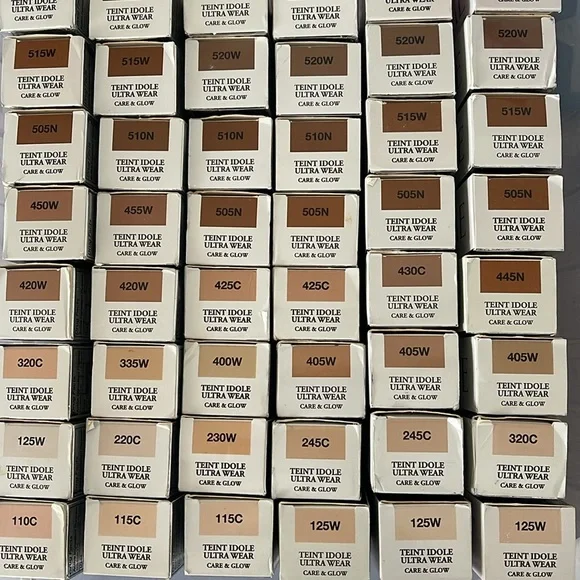 ULTRA WEAR ULTRA WEAR ULTRA WEAR
CARE & GLOW CARE & GLOW CARE & GLOW CARE & GLOW CARE & GLOW CARE & GLOW
515W 515W 520W 520W 520W 520W
TEINT IDOLE TEINT IDOLE TEINT IDOLE TEINT IDOLE TEINT IDOLE TEINT IDOLE
ULTRA WEAR ULTRA WEAR ULTRA WEAR ULTRA WEAR ULTRA WEAR ULTRA WEAR
CARE & GLOW CARE & GLOW CARE & GLOW CARE & GLOW CARE & GLOW CARE & GLOW
505N 510N 510N 510N 515W 515W
TEINT IDOLE TEINT IDOLE TEINT IDOLE TEINT IDOLE TEINT IDOLE TEINT IDOLE
ULTRA WEAR ULTRA WEAR ULTRA WEAR ULTRA WEAR ULTRA WEAR ULTRA WEAR
CARE & GLOW CARE & GLOW CARE & GLOW CARE & GLOW CARE & GLOW CARE & GLOW
450W 455W 505N 505N 505N 505N
TEINT IDOLE TEINT IDOLE TEINT IDOLE TEINT IDOLE TEINT IDOLE TEINT IDOLE
ULTRA WEAR ULTRA WEAR ULTRA WEAR ULTRA WEAR ULTRA WEAR ULTRA WEAR
CARE & GLOW CARE & GLOW CARE & GLOW CARE & GLOW CARE & GLOW CARE & GLOW
420W 420W 425C 425C 430C 445N
TEINT IDOLE TEINT IDOLE TEINT IDOLE TEINT IDOLE TEINT IDOLE TEINT IDOLE
ULTRA WEAR ULTRA WEAR ULTRA WEAR ULTRA WEAR ULTRA WEAR ULTRA WEAR
CARE & GLOW CARE & GLOW CARE & GLOW CARE & GLOW CARE & GLOW CARE & GLOW
320C 335W 400W 405W 405W 405W
TEINT IDOLE TEINT IDOLE TEINT IDOLE TEINT IDOLE TEINT IDOLE TEINT IDOLE
ULTRA WEAR ULTRA WEAR ULTRA WEAR ULTRA WEAR ULTRA WEAR ULTRA WEAR
CARE & GLOW CARE & GLOW CARE & GLOW CARE & GLOW CARE & GLOW CARE & GLOW
125W 220C 230W 245C 245C 320C
TEINT IDOLE TEINT IDOLE TEINT IDOLE TEINT IDOLE TEINT IDOLE TEINT IDOLE
ULTRA WEAR ULTRA WEAR ULTRA WEAR ULTRA WEAR ULTRA WEAR ULTRA WEAR
CARE & GLOW CARE & GLOW CARE & GLOW CARE & GLOW CARE & GLOW CARE & GLOW
110C 115C 115C 125W 125W 125W
TEINT IDOLE TEINT IDOLE TEINT IDOLE TEINT IDOLE TEINT IDOLE TEINT IDOLE
ULTRA WEAR ULTRA WEAR ULTRA WEAR ULTRA WEAR ULTRA WEAR ULTRA WEAR
CARE & GLOW CARE & GLOW CARE & GLOW CARE & GLOW CARE & GLOW CARE & GLOW